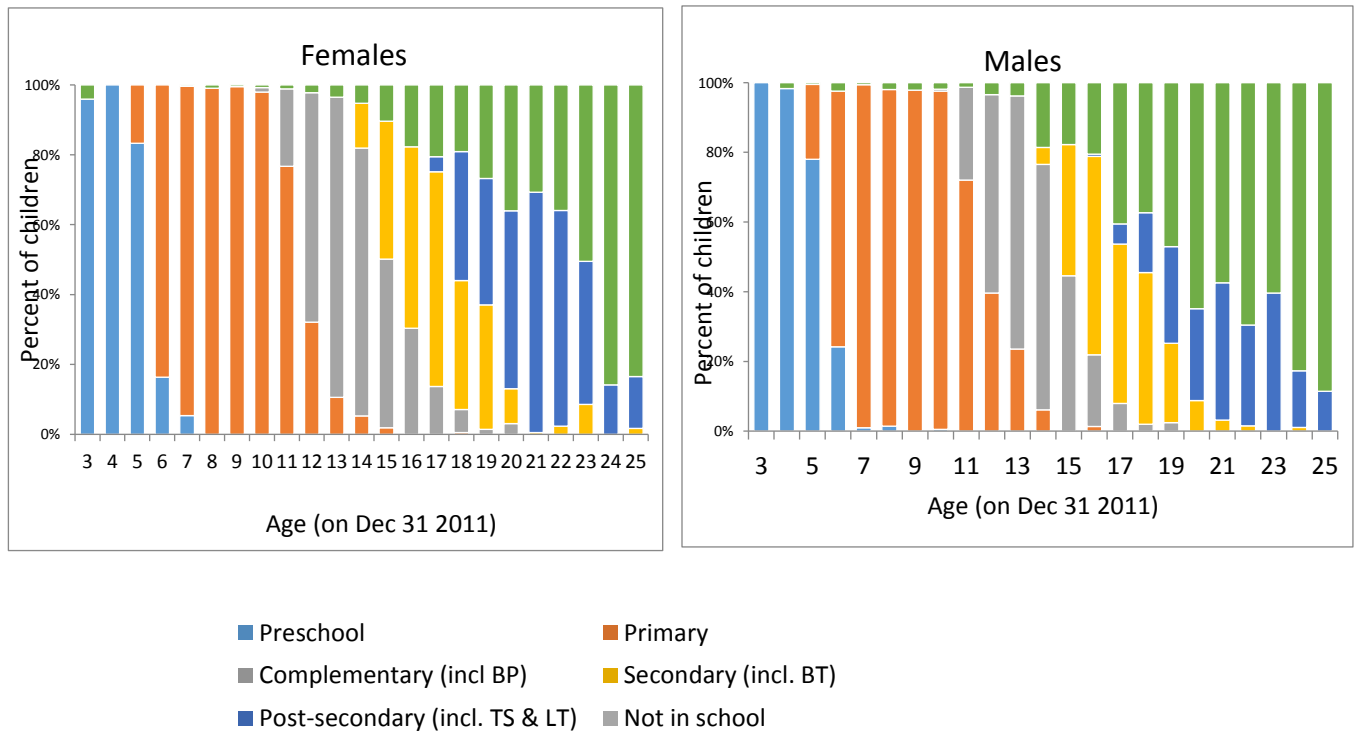 Females
100%
80%
60%
40%
20%
0%
Percent of children
3 4 5 6 7 8 9 10 11 12 13 14 15 16 17 18 19 20 21 22 23 24 25
Age (on Dec 31 2011)
Males
100%
80%
60%
40%
20%
0%
Percent of children
3 5 7 9 11 13 15 17 19 21 23 25
Age (on Dec 31 2011)
Preschool Primary
Complementary (incl BP) Secondary (incl. BT)
Post-secondary (incl. TS & LT) Not in school